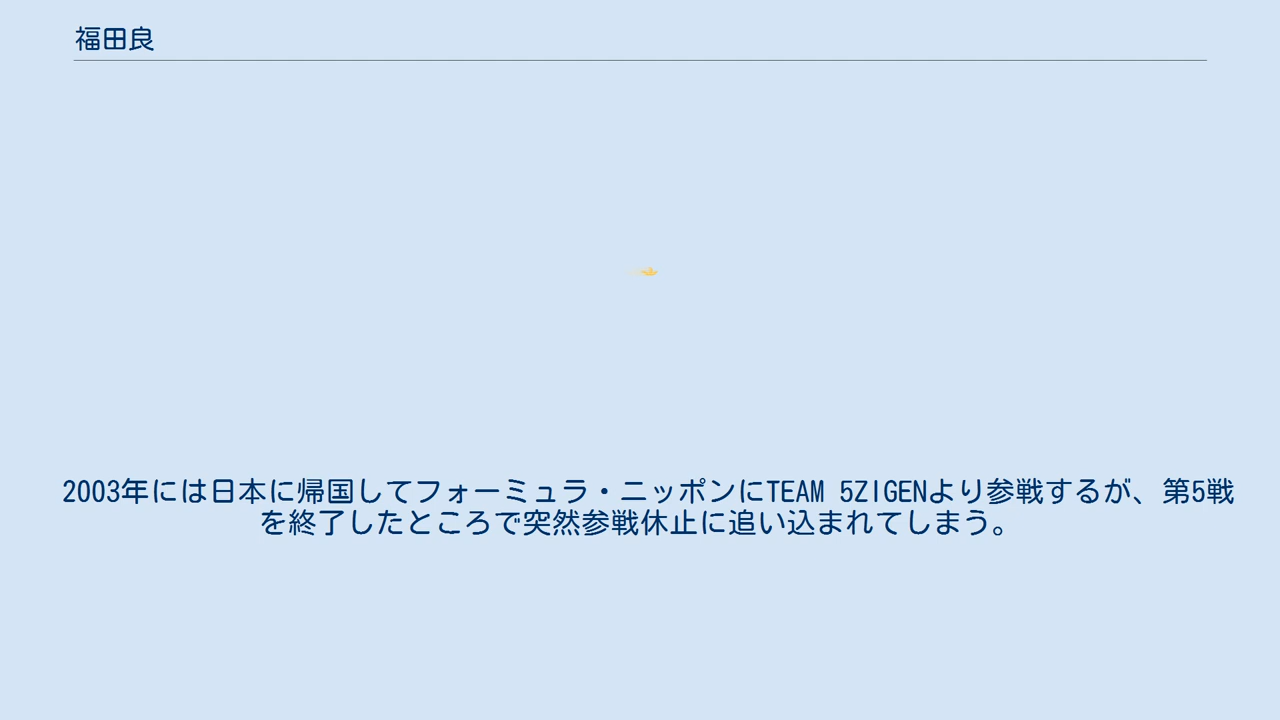 福田良
2003年には日本に帰国してフォーミュラ・ニッポンにTEAM 5ZIGENより参戦するが、第5戦
を終了したところで突然参戦休止に追い込まれてしまう。